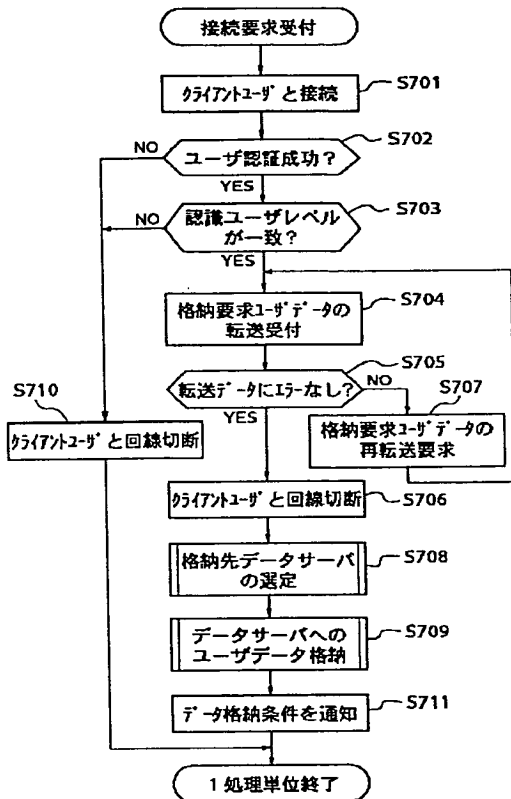 接続要求受付
クライアントユーザと接続
S701
S702
NO
ユーザ認証成功?
YES
S703
NO
認識ユーザレベル
が一致?
YES
S704
格納要求ユーザデータの
転送受付
S705
転送データにエラーなし?
NO
S707
YES
S710
クライアントユーザと回線切断
格納要求ユーザデータの
再転送要求
クライアントユーザと回線切断
S706
格納先データサーバ
の選定
S708
データサーバへの
ユーザデータ格納
S709
データ格納条件を通知
S711
1処理単位終了